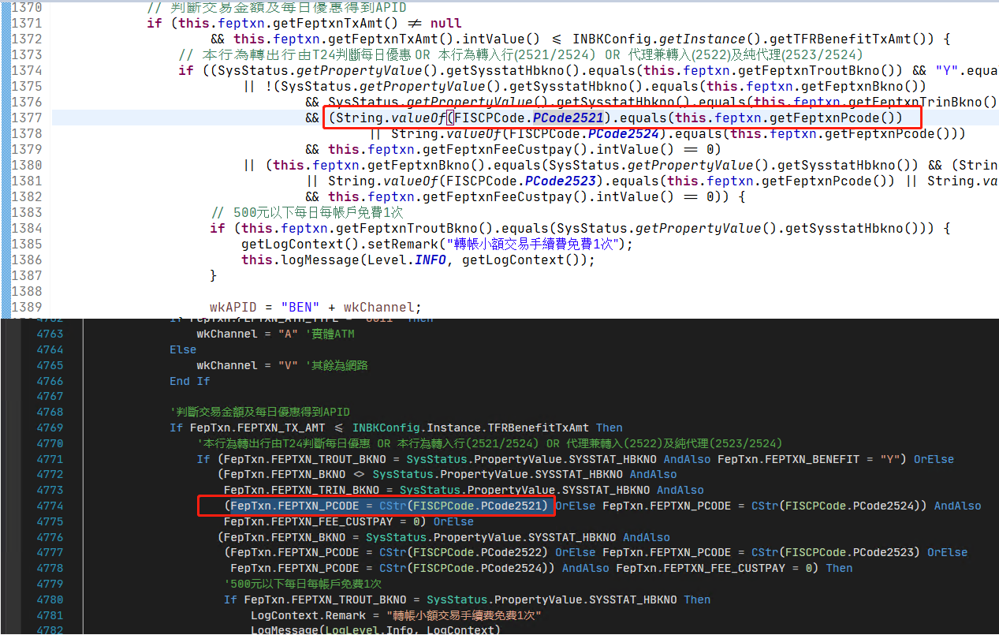 1370 // 判斷交易金額及每日優惠得到APID
1371 if (this.feptxn.getFeptxnTxAmt() ≠ null
1372 && this.feptxn.getFeptxnTxAmt().intValue() ≤ INBKConfig.getInstance().getTFRBenefitTxAmt()) {
1373 // 本行為轉出行由T24判斷每日優惠 OR 本行為轉入行(2521/2524) OR 代理兼轉入(2522)及純代理(2523/2524)
1374 if ((SysStatus.getPropertyValue().getSysstatHbkno().equals(this.feptxn.getFeptxnTroutBkno()) && "Y".equa
1375 || !(SysStatus.getPropertyValue().getSysstatHbkno().equals(this.feptxn.getFeptxnBkno())
1376 && SysStatus.getPropertyValue().getSysstatHbkno().equals(this.feptxn.getFeptxnTrinBkno()
1377 && (String.valueOf(FISCPCode.PCode2521).equals(this.feptxn.getFeptxnPcode())
1378 || String.valueOf(FISCPCode.PCode2524).equals(this.feptxn.getFeptxnPcode()))
1379 && this.feptxn.getFeptxnFeeCustpay().intValue() == 0)
1380 || (this.feptxn.getFeptxnBkno().equals(SysStatus.getPropertyValue().getSysstatHbkno()) && (Strin
1381 || String.valueOf(FISCPCode.PCode2523).equals(this.feptxn.getFeptxnPcode()) || String.va
1382 && this.feptxn.getFeptxnFeeCustpay().intValue() == 0)) {
1383 // 500元以下每日每帳戶免費1次
1384 if (this.feptxn.getFeptxnTroutBkno().equals(SysStatus.getPropertyValue().getSysstatHbkno())) {
1385 getLogContext().setRemark("轉帳小額交易手續費免費1次");
1386 this.logMessage(Level.INFO, getLogContext());
1387 }
1388
1389 wkAPID = "BEN" + wkChannel;
4763 wkChannel = "A" '實體ATM
4764 Else
4765 wkChannel = "V" '其餘為網路
4766 End If
4767
4768 '判斷交易金額及每日優惠得到APID
4769 If FepTxn.FEPTXN_TX_AMT ≤ INBKConfig.Instance.TFRBenefitTxAmt Then
4770 '本行為轉出行由T24判斷每日優惠 OR 本行為轉入行(2521/2524) OR 代理兼轉入(2522)及純代理(2523/2524)
4771 If (FepTxn.FEPTXN_TROUT_BKNO = SysStatus.PropertyValue.SYSSTAT_HBKNO AndAlso FepTxn.FEPTXN_BENEFIT = "Y") OrElse
4772 (FepTxn.FEPTXN_BKNO <> SysStatus.PropertyValue.SYSSTAT_HBKNO AndAlso
4773 FepTxn.FEPTXN_TRIN_BKNO = SysStatus.PropertyValue.SYSSTAT_HBKNO AndAlso
4774 (FepTxn.FEPTXN_PCODE = CStr(FISCPCode.PCode2521) OrElse FepTxn.FEPTXN_PCODE = CStr(FISCPCode.PCode2524)) AndAlso
4775 FepTxn.FEPTXN_FEE_CUSTPAY = 0) OrElse
4776 (FepTxn.FEPTXN_BKNO = SysStatus.PropertyValue.SYSSTAT_HBKNO AndAlso
4777 (FepTxn.FEPTXN_PCODE = CStr(FISCPCode.PCode2522) OrElse FepTxn.FEPTXN_PCODE = CStr(FISCPCode.PCode2523) OrElse
4778 FepTxn.FEPTXN_PCODE = CStr(FISCPCode.PCode2524)) AndAlso FepTxn.FEPTXN_FEE_CUSTPAY = 0) Then
4779 '500元以下每日每帳戶免費1次
4780 If FepTxn.FEPTXN_TROUT_BKNO = SysStatus.PropertyValue.SYSSTAT_HBKNO Then
4781 LogContext.Remark = "轉帳小額交易手續費免費1次"
4782 LogMessage(LogLevel.Info, LogContext)